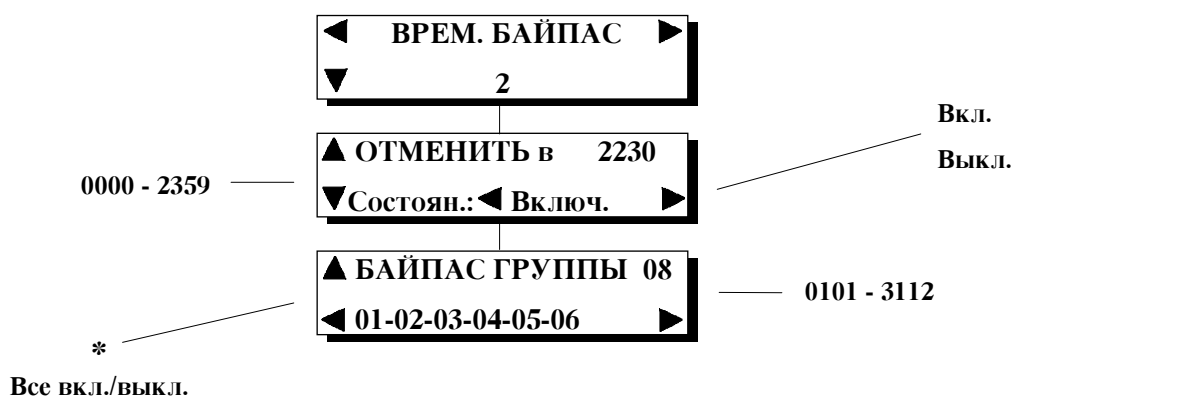 ВРЕМ. БАЙПАС
2
Вкл.
Выкл.
ОТМЕНИТЬ в 2230
0000 - 2359
Состоян.: Включ.
БАЙПАС ГРУППЫ 08
0101 - 3112
01-02-03-04-05-06
*
Все вкл./выкл.